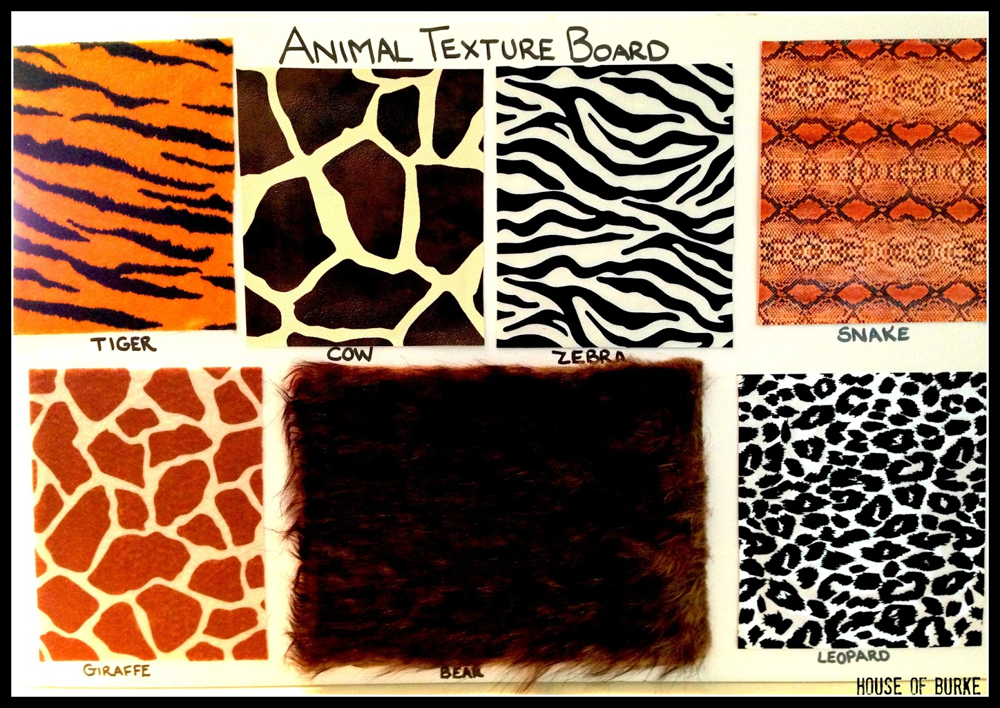 ANIMAL TEXTURE BOARD
TIGER
COW
ZEBRA
SNAKE
GIRAFFE
BEAR
LEOPARD
HOUSE OF BURKE